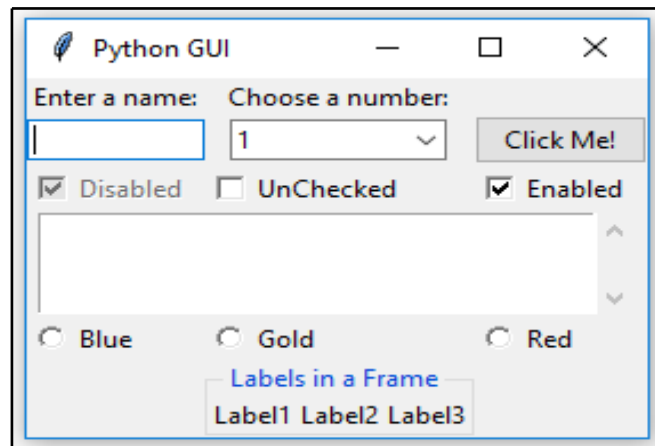 Python GUI
Enter a name: Choose a number:
1 Click Me!
Disabled UnChecked Enabled
Blue Gold Red
Labels in a Frame
Label1 Label2 Label3